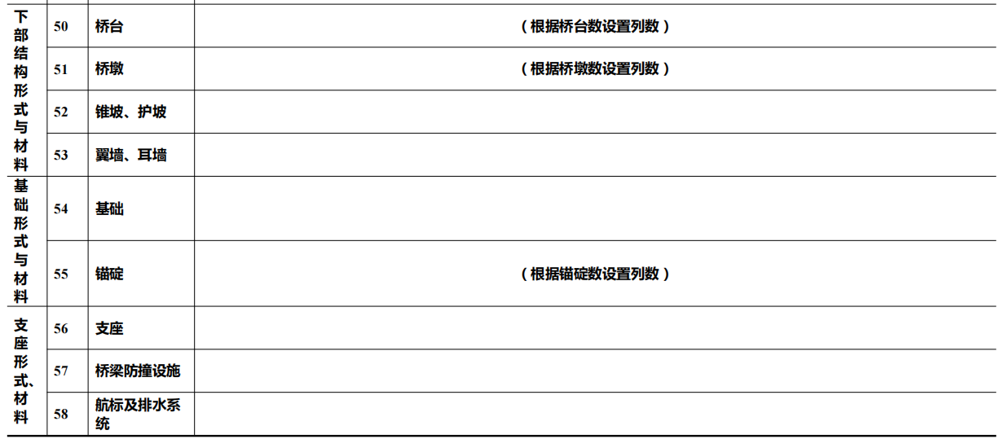 下部结构形式与材料
50 桥台 （根据桥台数设置列数）
51 桥墩 （根据桥墩数设置列数）
52 锥坡、护坡
53 翼墙、耳墙
基础形式与材料
54 基础
55 锚碇 （根据锚碇数设置列数）
支座形式、材料
56 支座
57 桥梁防撞设施
58 航标及排水系
统